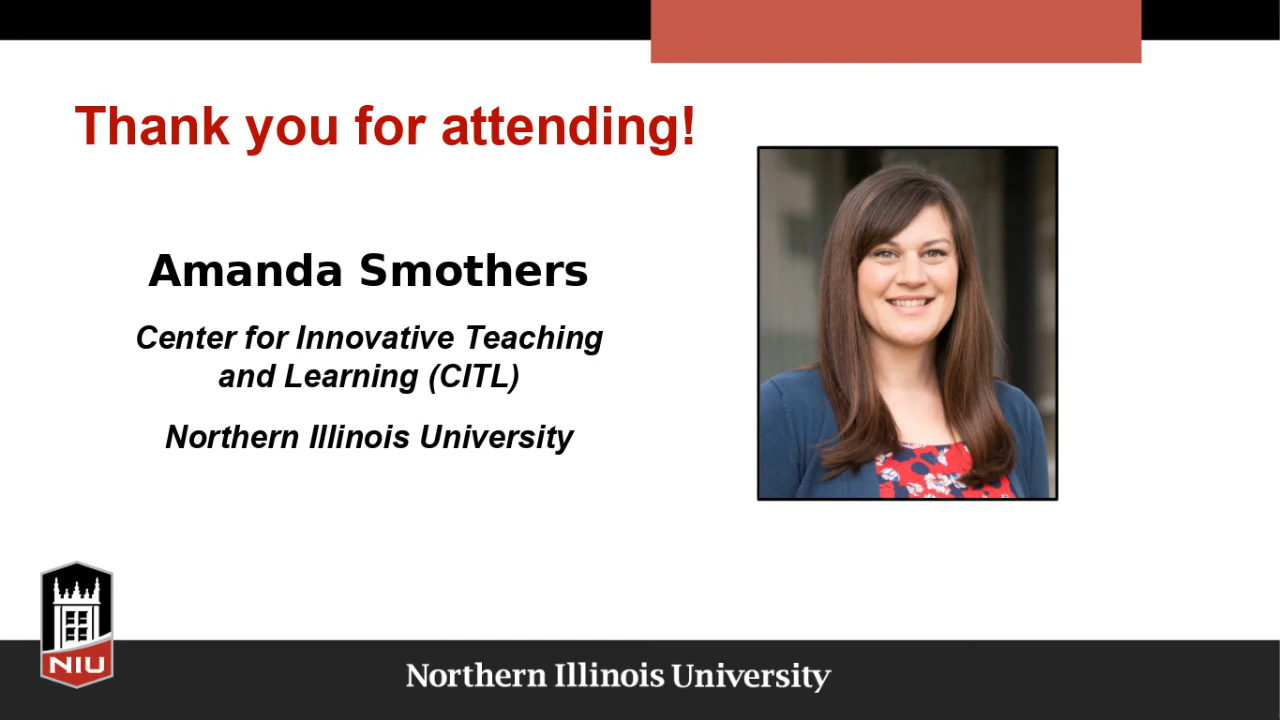 Thank you for attending!
Amanda Smothers
Center for Innovative Teaching
and Learning (CITL)
Northern Illinois University
NIU
Northern Illinois University